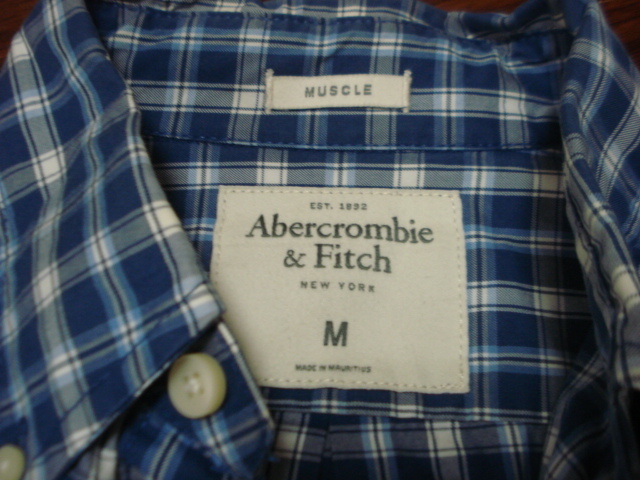 MUSCLE
EST. 1892
Abercrombie
& Fitch
NEW YORK
M
MADE IN MAURITIUS